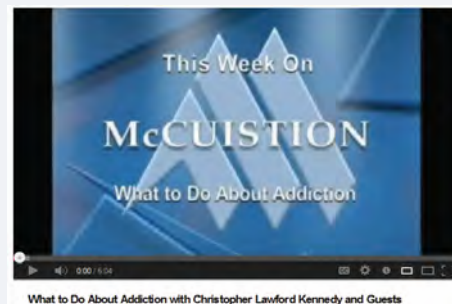 This Week On
McCUISTION
What to Do About Addiction
0:00 / 6:04
What to Do About Addiction with Christopher Lawford Kennedy and Guests